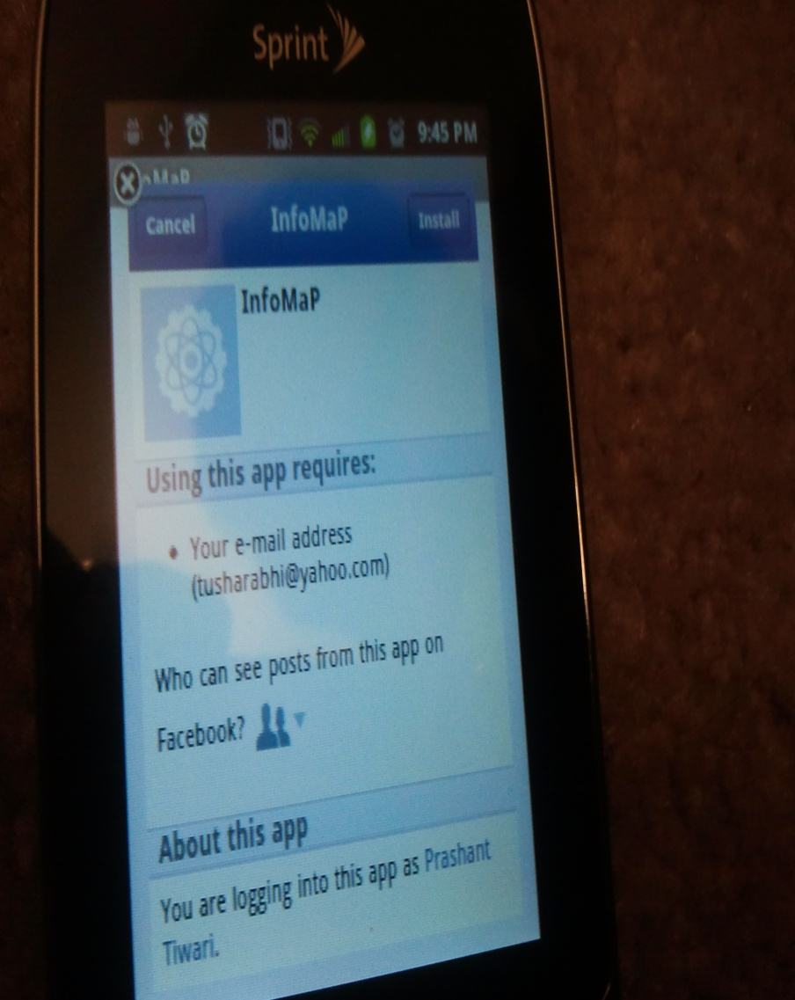 Sprint
9:45 PM
Cancel
InfoMaP
Install
InfoMaP
Using this app requires:
• Your e-mail address
(tusharabhi@yahoo.com)
Who can see posts from this app on
Facebook?
About this app
You are logging into this app as Prashant
Tiwari.